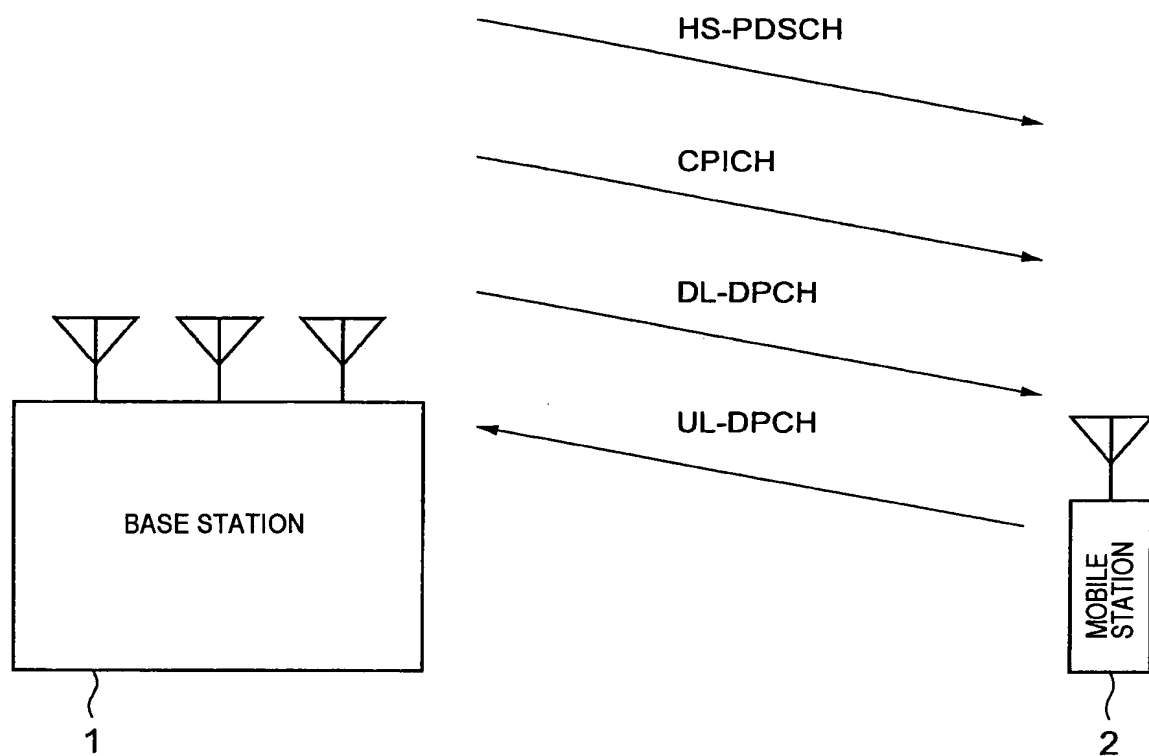 HS-PDSCH
CPICH
DL-DPCH
UL-DPCH
BASE STATION
MOBILE
STATION
1
2